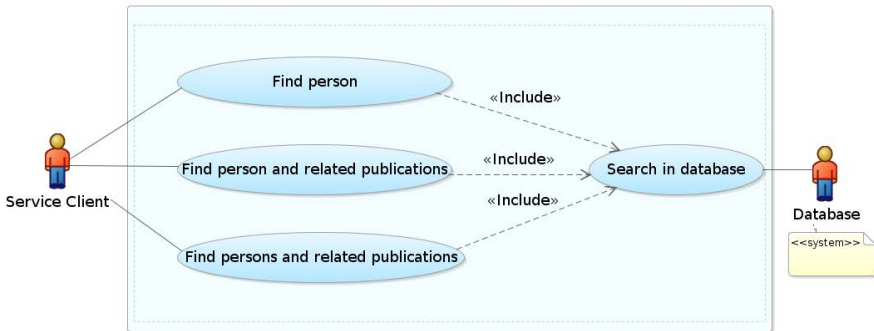 Find person
«Include»
Find person and related publications
«Include»
Search in database
Service Client
«Include»
Database
<<system>>
Find persons and related publications